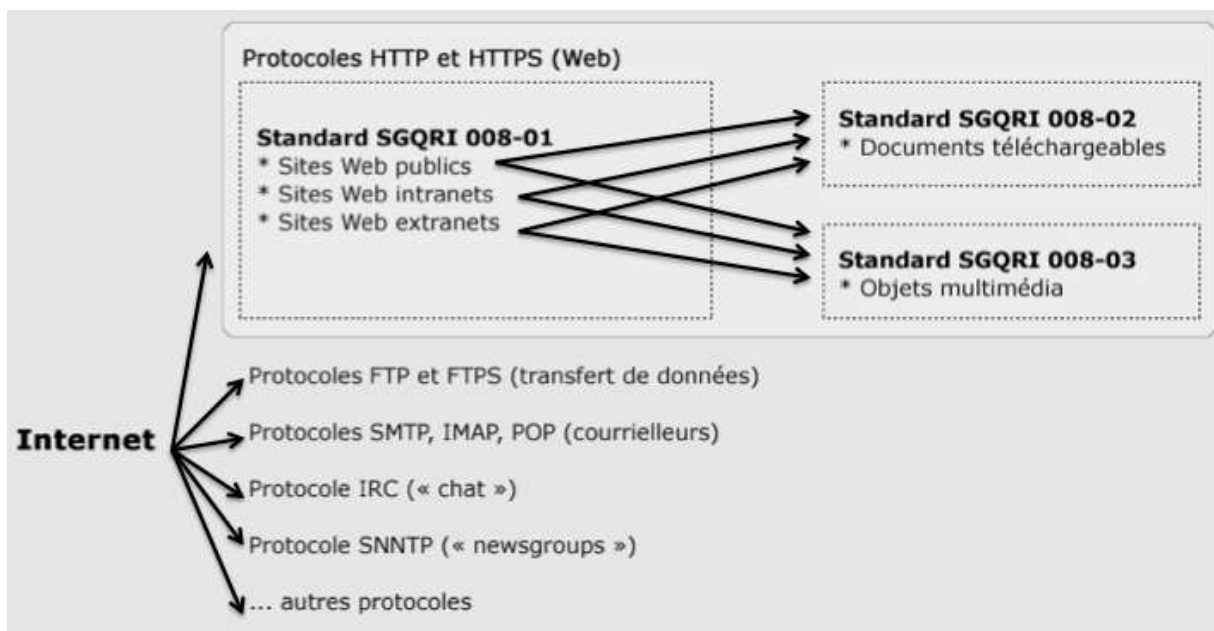 Protocoles HTTP et HTTPS (Web)
Standard SGQRI 008-01
* Sites Web publics
* Sites Web intranets
* Sites Web extranets
Standard SGQRI 008-02
* Documents téléchargeables
Standard SGQRI 008-03
* Objets multimédia
Internet
Protocoles FTP et FTPS (transfert de données)
Protocoles SMTP, IMAP, POP (courrielleurs)
Protocole IRC (« chat »)
Protocole SNNTP (« newsgroups »)
... autres protocoles